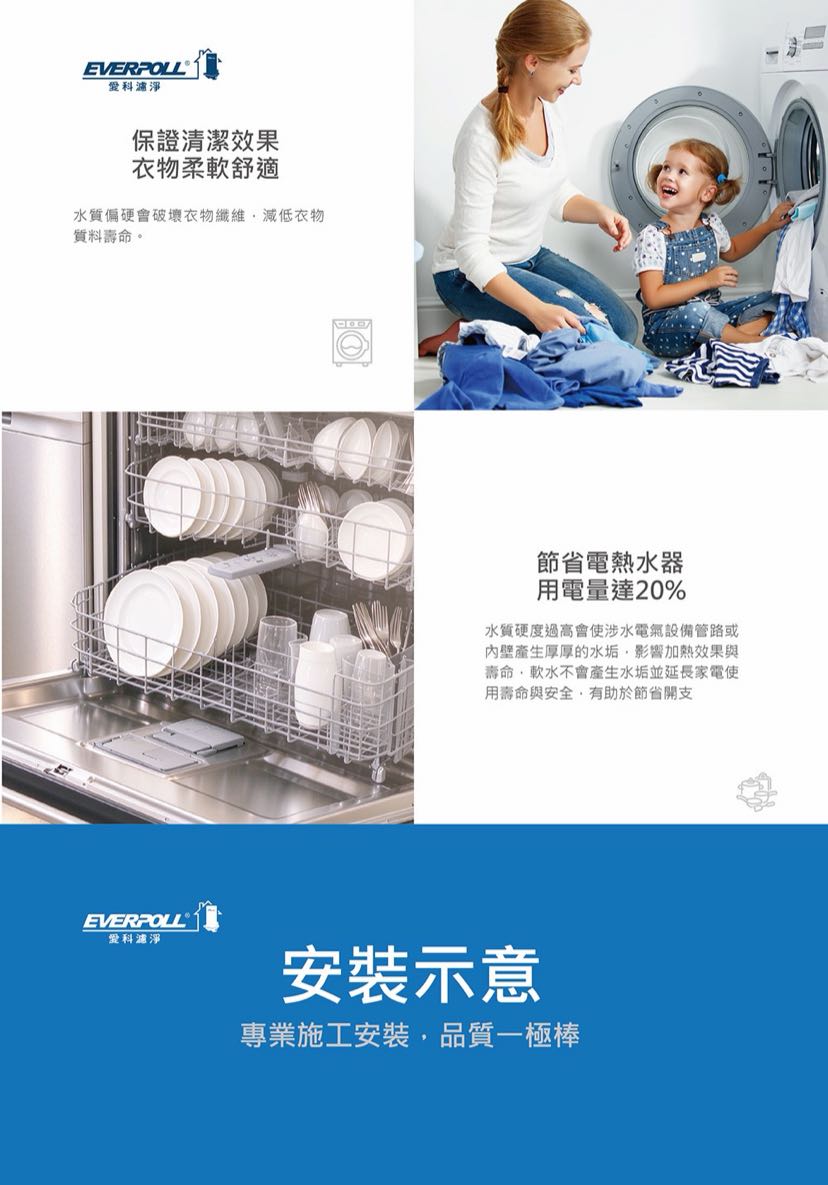 EVERPOLL®
愛科濾淨
保證清潔效果
衣物柔軟舒適
水質偏硬會破壞衣物纖維，減低衣物
質料壽命。
節省電熱水器
用電量達20%
水質硬度過高會使涉水電氣設備管路或
內壁產生厚厚的水垢，影響加熱效果與
壽命，軟水不會產生水垢並延長家電使
用壽命與安全，有助於節省開支
EVERPOLL®
愛科濾淨
安裝示意
專業施工安裝，品質一極棒